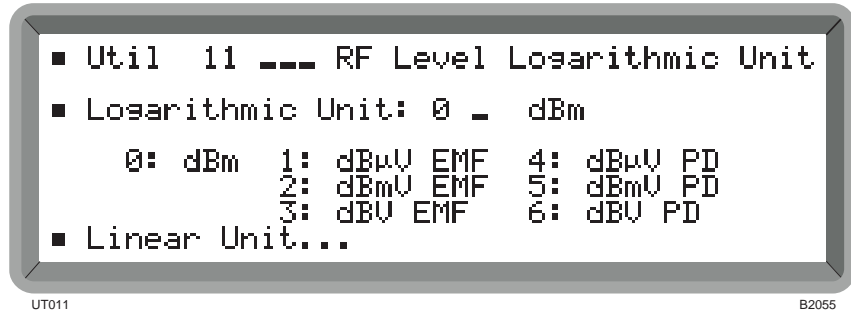 ▪ Util 11 ___ RF Level Logarithmic Unit
▪ Logarithmic Unit: 0 _ dBm
0: dBm 1: dBµV EMF 4: dBµV PD
2: dBmV EMF 5: dBmV PD
3: dBV EMF 6: dBV PD
▪ Linear Unit...
UT011 B2055